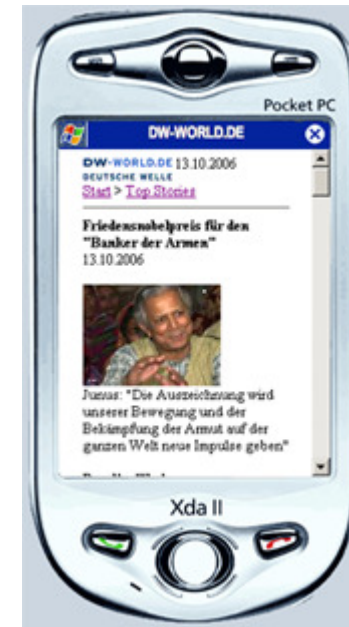 Pocket PC
DW-WORLD.DE
DW-WORLD.DE 13.10.2006
DEUTSCHE WELLE
Start > Top Stories
Friedensnobelpreis für den
"Banker der Armen"
13.10.2006
Junus: "Die Auszeichnung wird
unserer Bewegung und der
Bekämpfung der Armut auf der
ganzen Welt neue Impulse geben"
Xda II